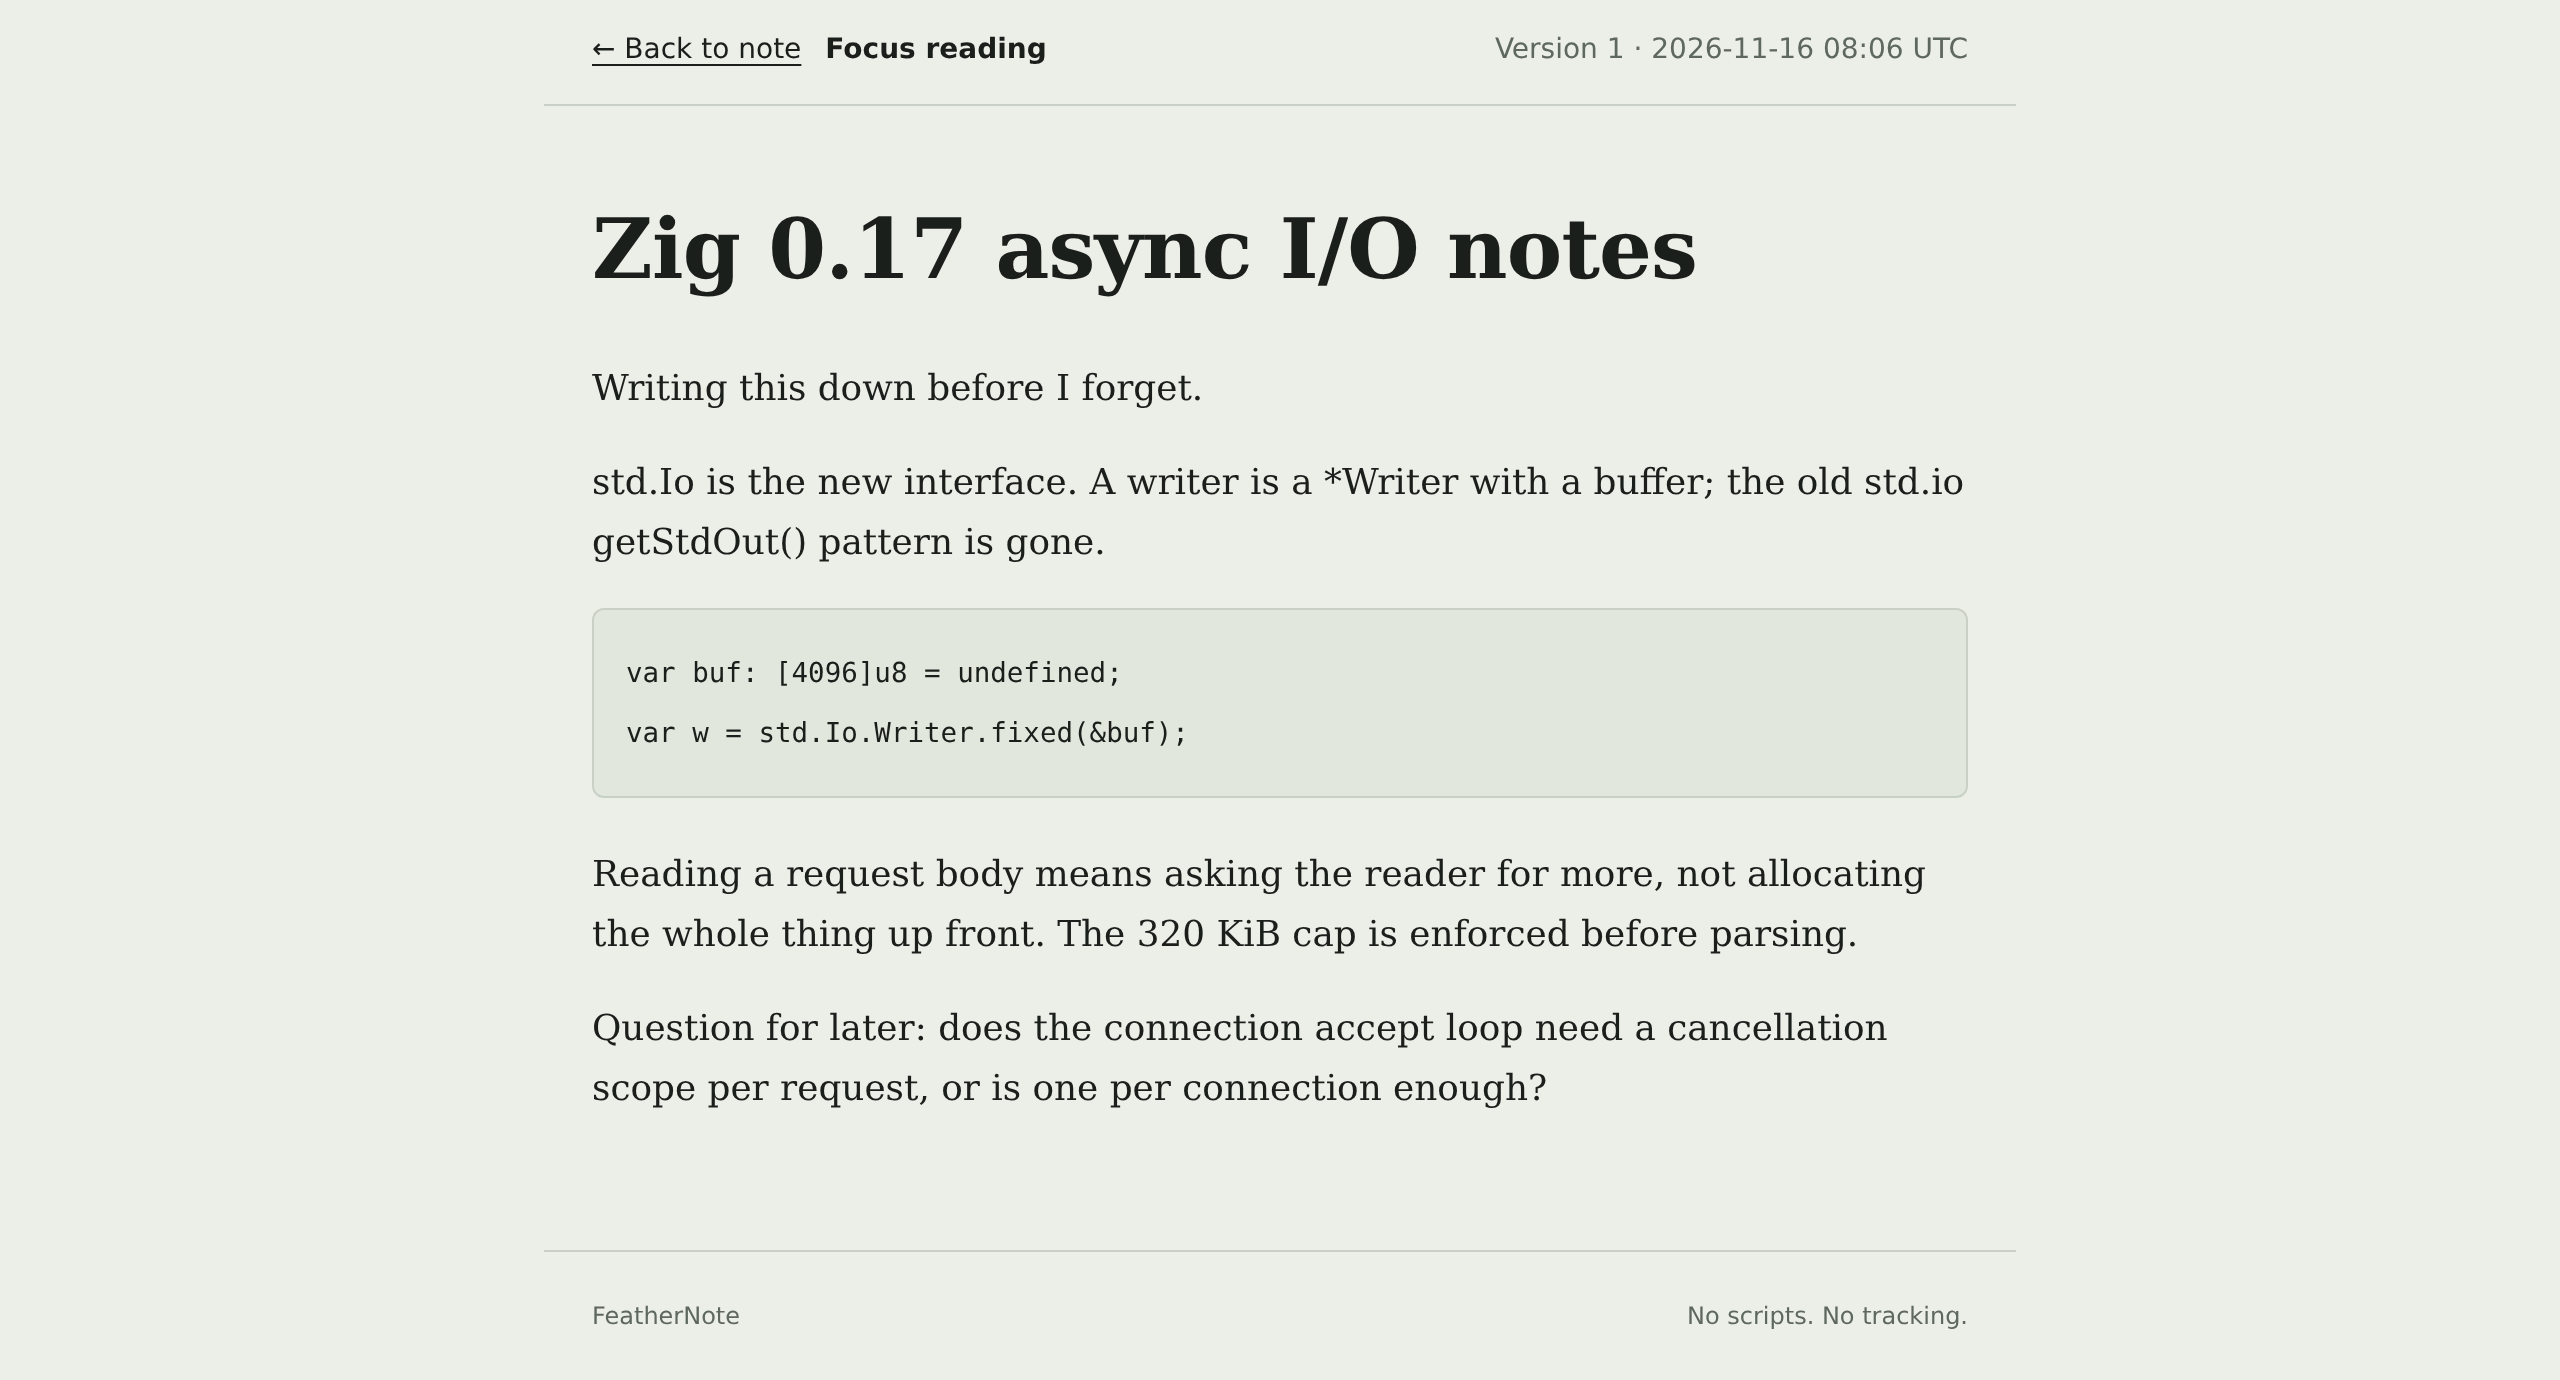 ← Back to note Focus reading Version 1 · 2026-11-16 08:06 UTC
Zig 0.17 async I/O notes
Writing this down before I forget.
std.Io is the new interface. A writer is a *Writer with a buffer; the old std.io
getStdOut() pattern is gone.
var buf: [4096]u8 = undefined;
var w = std.Io.Writer.fixed(&buf);
Reading a request body means asking the reader for more, not allocating
the whole thing up front. The 320 KiB cap is enforced before parsing.
Question for later: does the connection accept loop need a cancellation
scope per request, or is one per connection enough?
FeatherNote No scripts. No tracking.